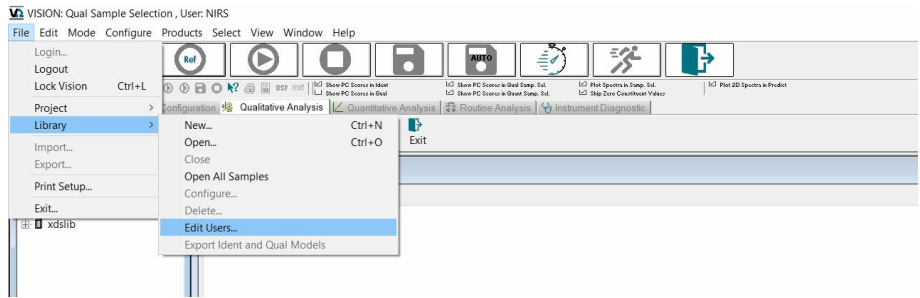 VISION: Qual Sample Selection , User: NIRS
File Edit Mode Configure Products Select View Window Help
Login...
Logout
Lock Vision Ctrl+L
Project >
Library >
Import...
Export...
Print Setup...
Exit...
Ref
AUTO
USP
Show PC Scores in Ident
Show PC Scores in Qual
Show PC Scores in Qual Samp. Sel.
Show PC Scores in Quant Samp. Sel.
Plot Spectra in Samp. Sel.
Skip Zero Constituent Values
Plot 2D Spectra in Predict
Configuration Qualitative Analysis Quantitative Analysis Routine Analysis Instrument Diagnostic
New... Ctrl+N
Open... Ctrl+O
Close
Open All Samples
Configure...
Delete...
Edit Users...
Export Ident and Qual Models
Exit
xdslib